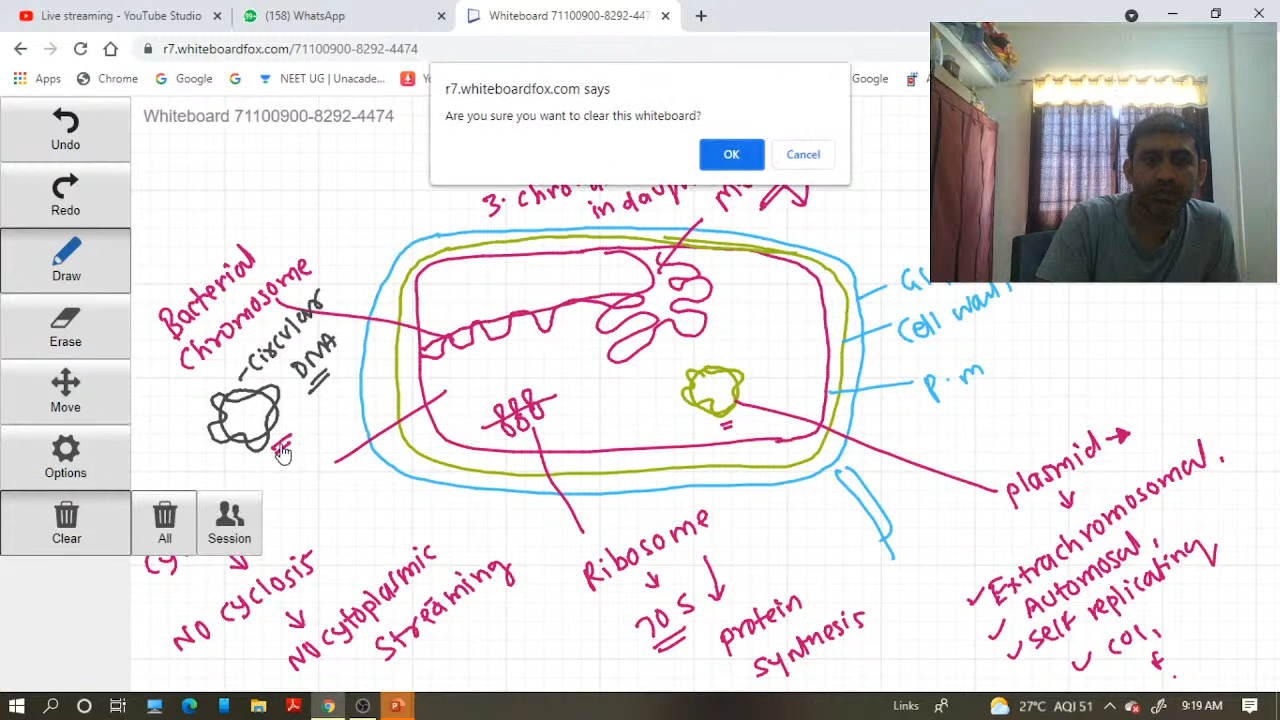 Live streaming - YouTube Studio
(158) WhatsApp
Whiteboard 71100900-8292-447
r7.whiteboardfox.com/71100900-8292-4474
Apps
Chrome
Google
NEET UG | Unacade...
Google
r7.whiteboardfox.com says
Are you sure you want to clear this whiteboard?
OK
Cancel
Whiteboard 71100900-8292-4474
Undo
Redo
Draw
Erase
Move
Options
Clear
All
Session
3. chro
in daup
Bacterial
chromosome
- Circular
DNA
Cell wall
P.m
plasmid →
Extrachromosomal.
Automosal,
self replicating
col,
f.
Ribosome
70 S
protein
synthesis
NO cyclosis
NO cytoplasmic
streaming
Links
27°C AQI 51
9:19 AM